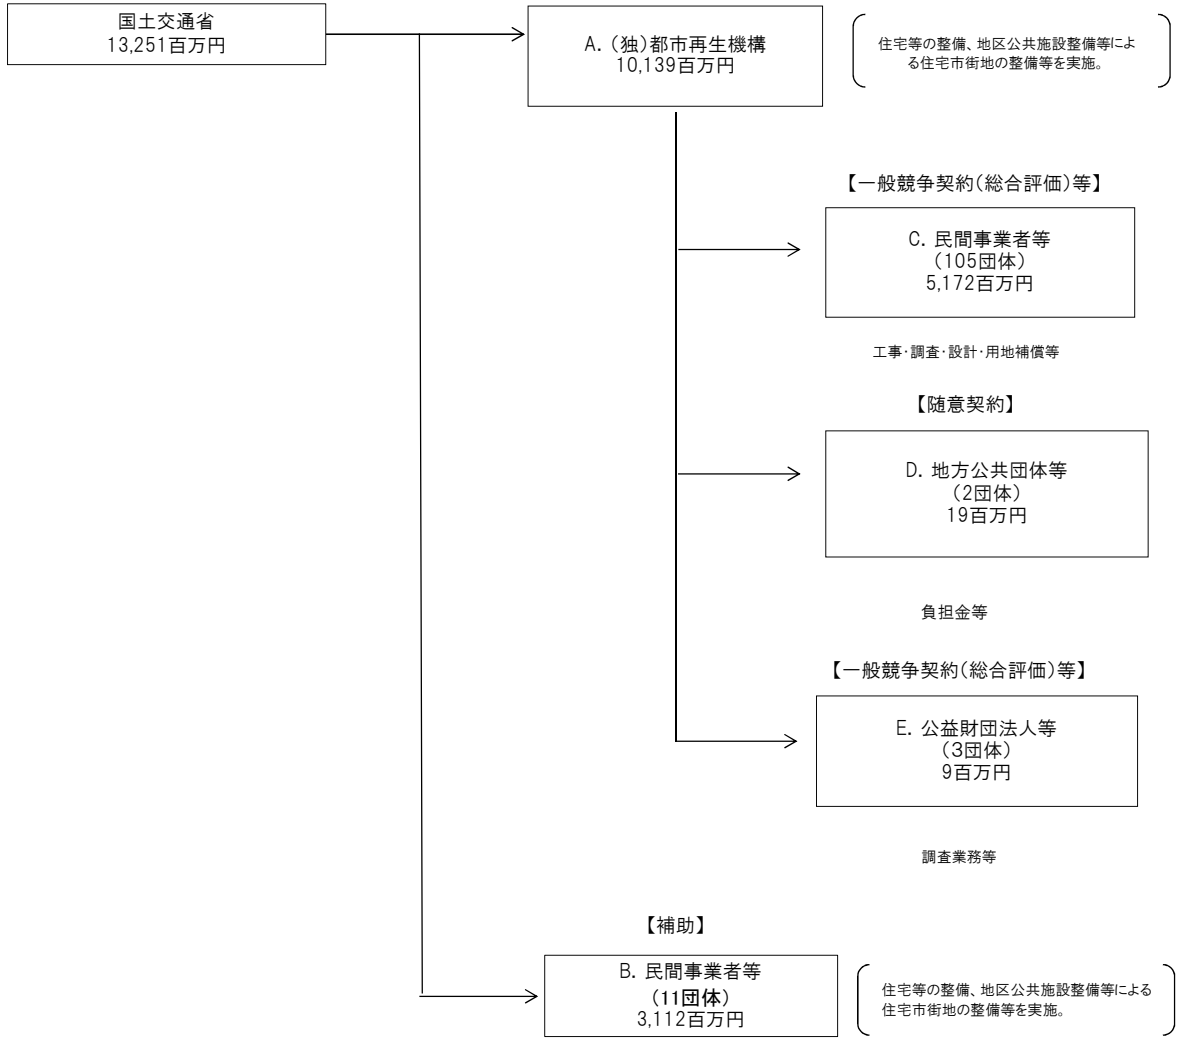 国土交通省
13,251百万円
A．（独）都市再生機構
10,139百万円
住宅等の整備、地区公共施設整備等によ
る住宅市街地の整備等を実施。
【一般競争契約（総合評価）等】
C．民間事業者等
（105団体）
5,172百万円
工事・調査・設計・用地補償等
【随意契約】
D．地方公共団体等
（2団体）
19百万円
負担金等
【一般競争契約（総合評価）等】
E．公益財団法人等
（3団体）
9百万円
調査業務等
【補助】
B．民間事業者等
（11団体）
3,112百万円
住宅等の整備、地区公共施設整備等による
住宅市街地の整備等を実施。